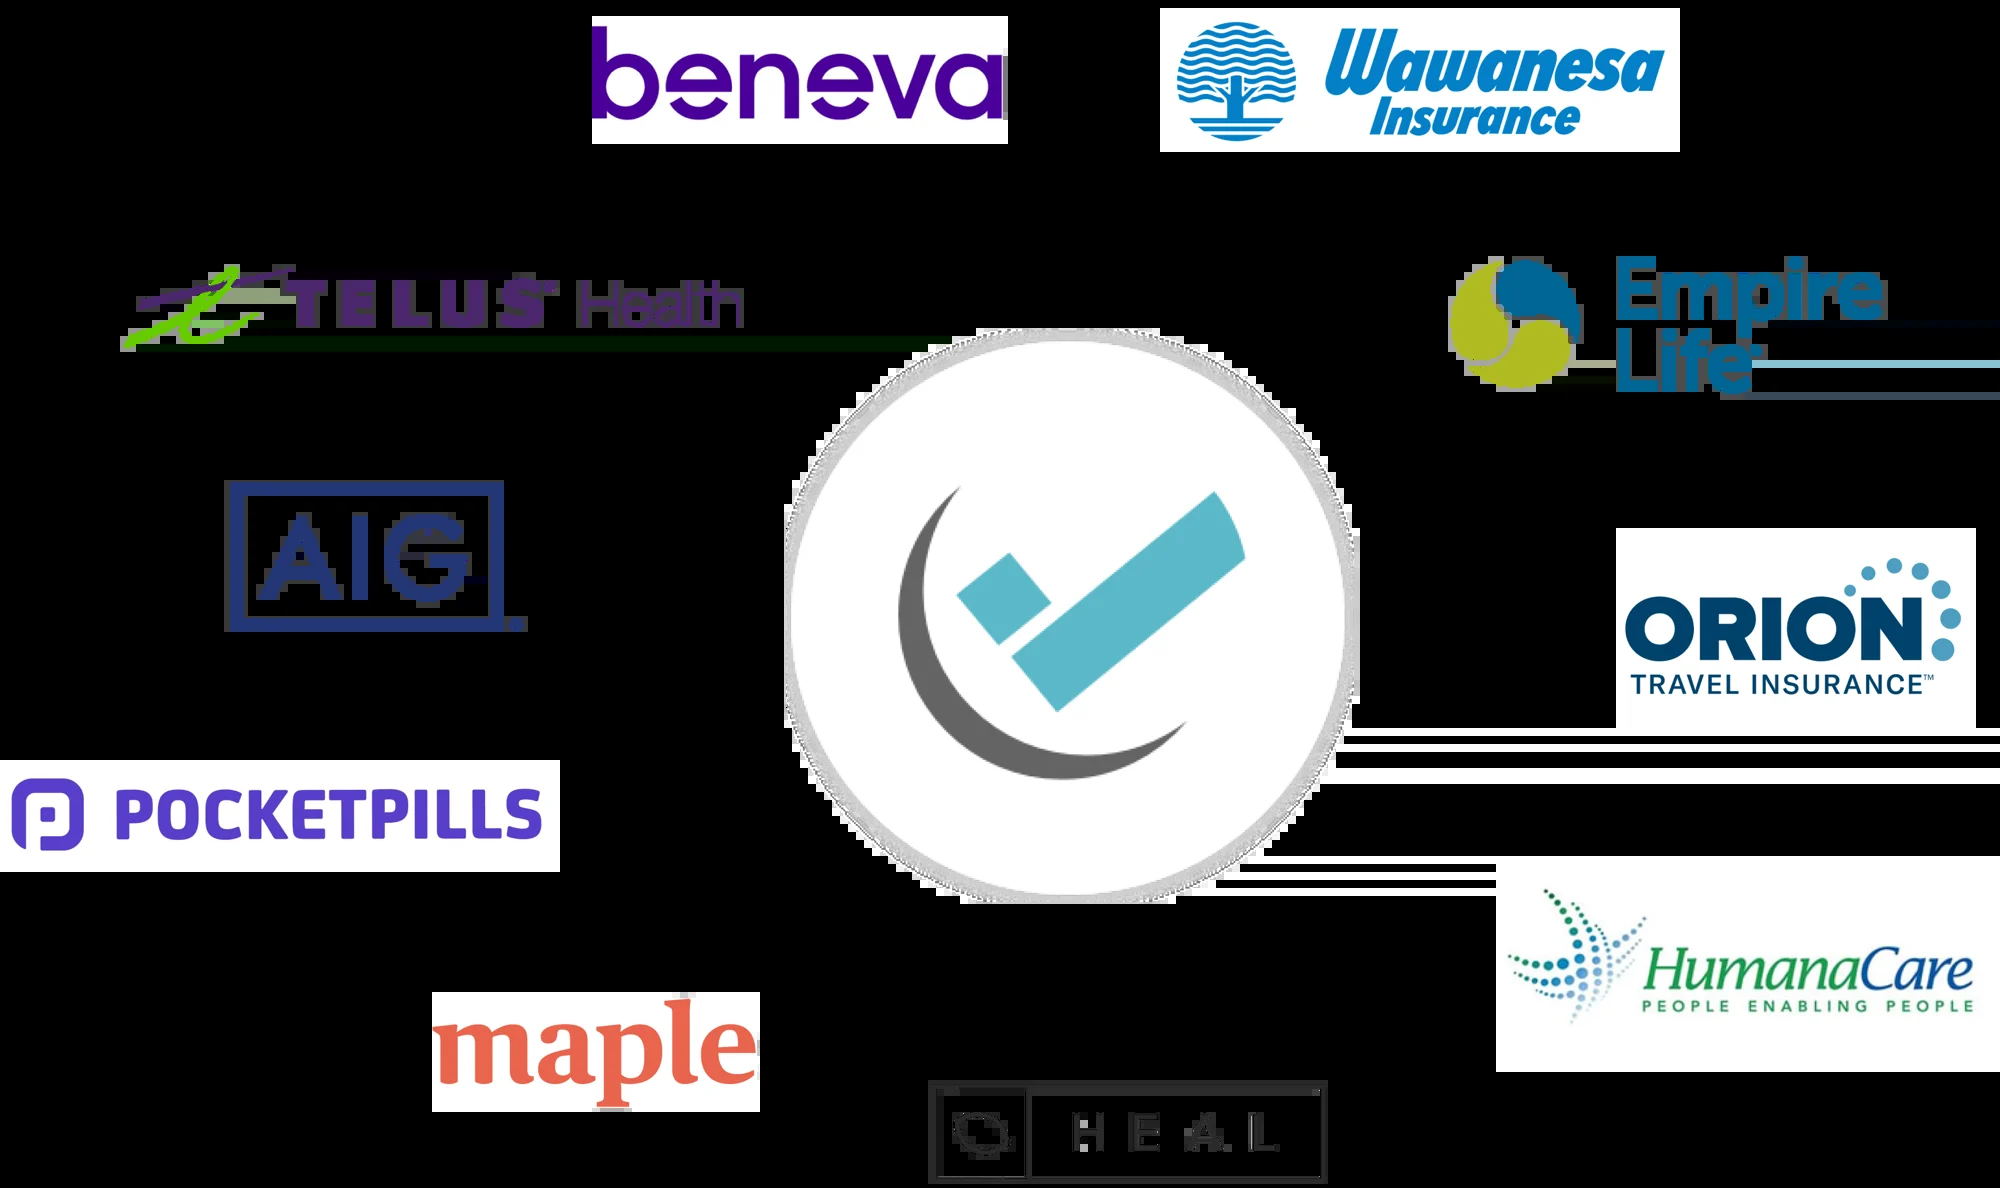 beneva
Wawanesa
Insurance
TELUS® Health
Empire
Life
AIG
ORION
TRAVEL INSURANCE™
POCKETPILLS
HumanaCare
PEOPLE ENABLING PEOPLE
maple
HEAL